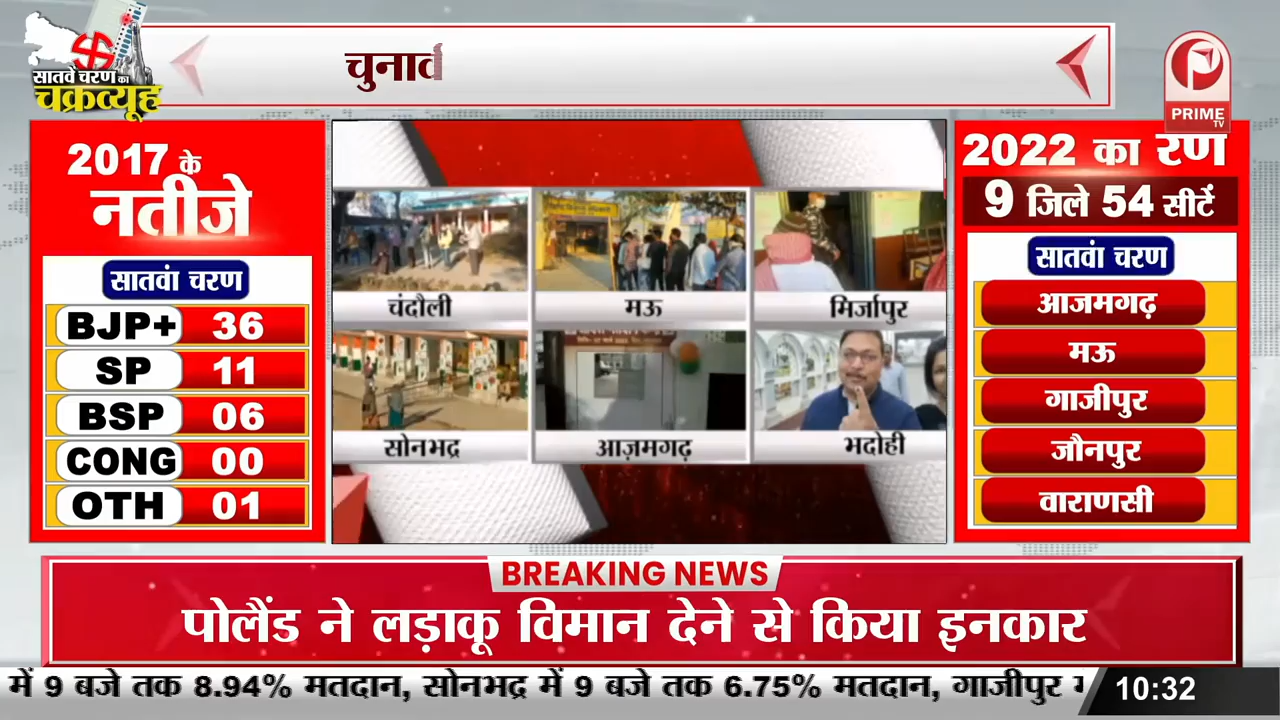 सातवें चरण का
चक्रव्यूह
चुनाव
PRIME
TV
2017 के
नतीजे
सातवां चरण
BJP+ 36
SP 11
BSP 06
CONG 00
OTH 01
चंदौली
मऊ
मिर्जापुर
सोनभद्र
आज़मगढ़
भदोही
2022 का रण
9 जिले 54 सीटें
सातवां चरण
आजमगढ़
मऊ
गाजीपुर
जौनपुर
वाराणसी
BREAKING NEWS
पोलैंड ने लड़ाकू विमान देने से किया इनकार
में 9 बजे तक 8.94% मतदान, सोनभद्र में 9 बजे तक 6.75% मतदान, गाजीपुर
10:32